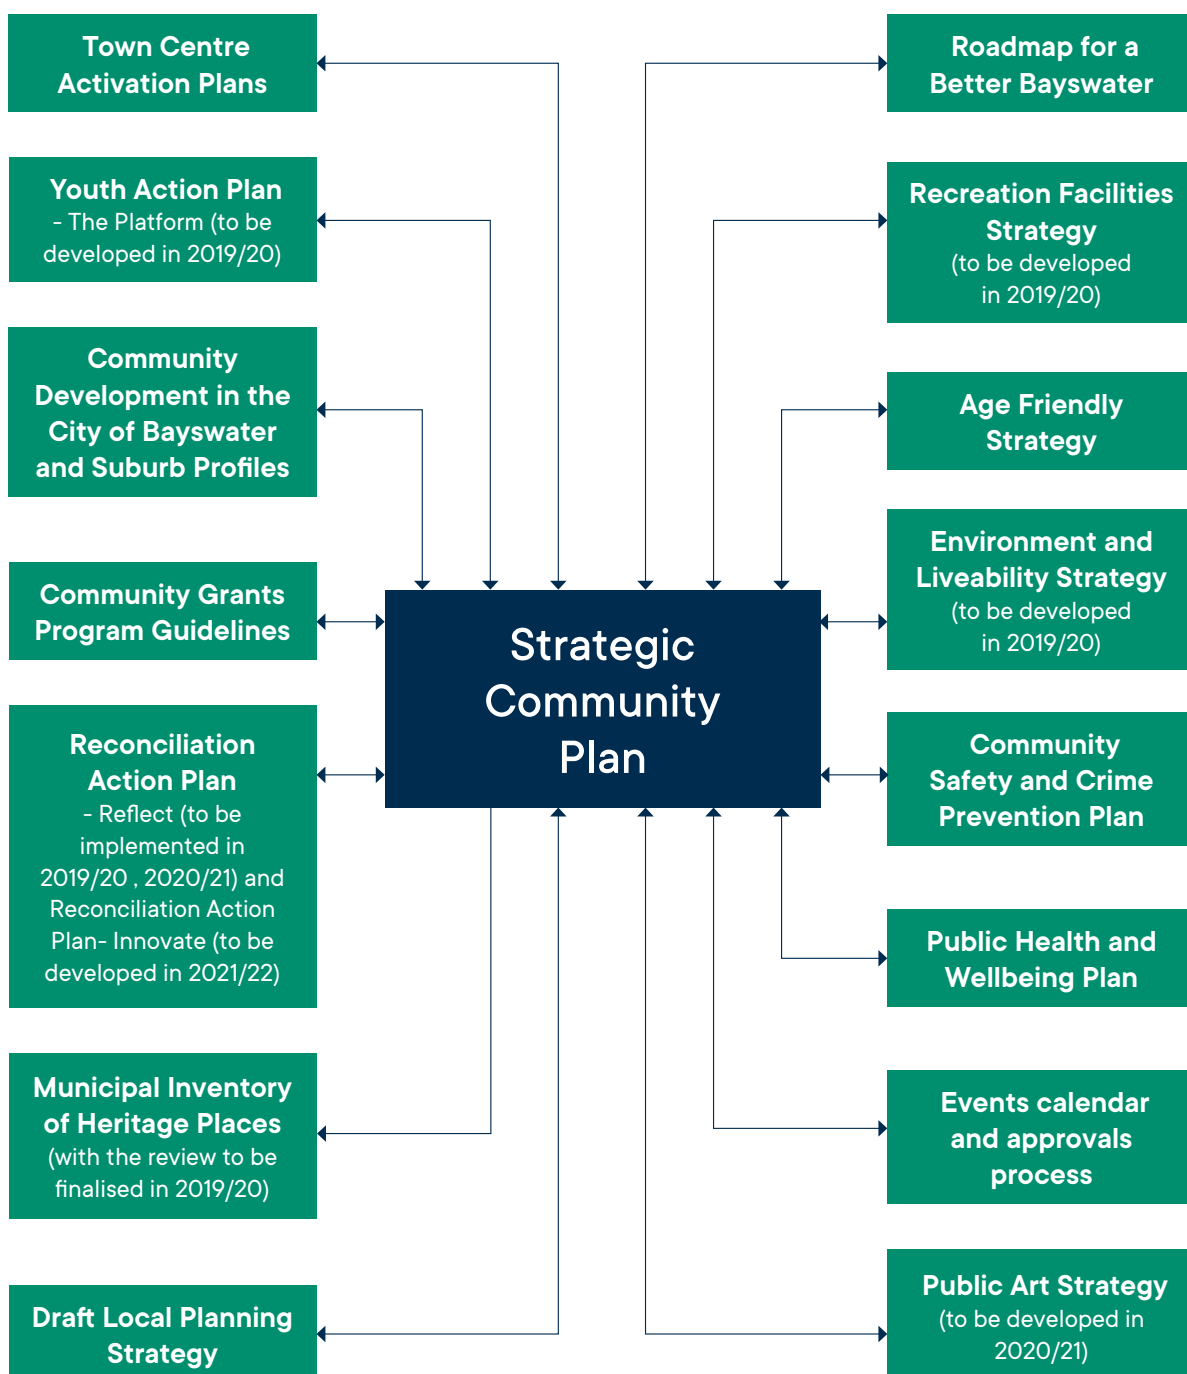 Town Centre
Activation Plans
Youth Action Plan
- The Platform (to be
developed in 2019/20)
Community
Development in the
City of Bayswater
and Suburb Profiles
Community Grants
Program Guidelines
Reconciliation
Action Plan
- Reflect (to be
implemented in
2019/20 , 2020/21) and
Reconciliation Action
Plan- Innovate (to be
developed in 2021/22)
Municipal Inventory
of Heritage Places
(with the review to be
finalised in 2019/20)
Draft Local Planning
Strategy
Strategic
Community
Plan
Roadmap for a
Better Bayswater
Recreation Facilities
Strategy
(to be developed
in 2019/20)
Age Friendly
Strategy
Environment and
Liveability Strategy
(to be developed
in 2019/20)
Community
Safety and Crime
Prevention Plan
Public Health and
Wellbeing Plan
Events calendar
and approvals
process
Public Art Strategy
(to be developed in
2020/21)